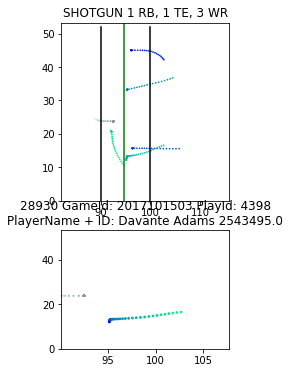 SHOTGUN 1 RB, 1 TE, 3 WR
50
40
30
20
10
0
90 100 110
28930 GameId: 2017101503 PlayId: 4398
PlayerName + ID: Davante Adams 2543495.0
40
20
0
95 100 105